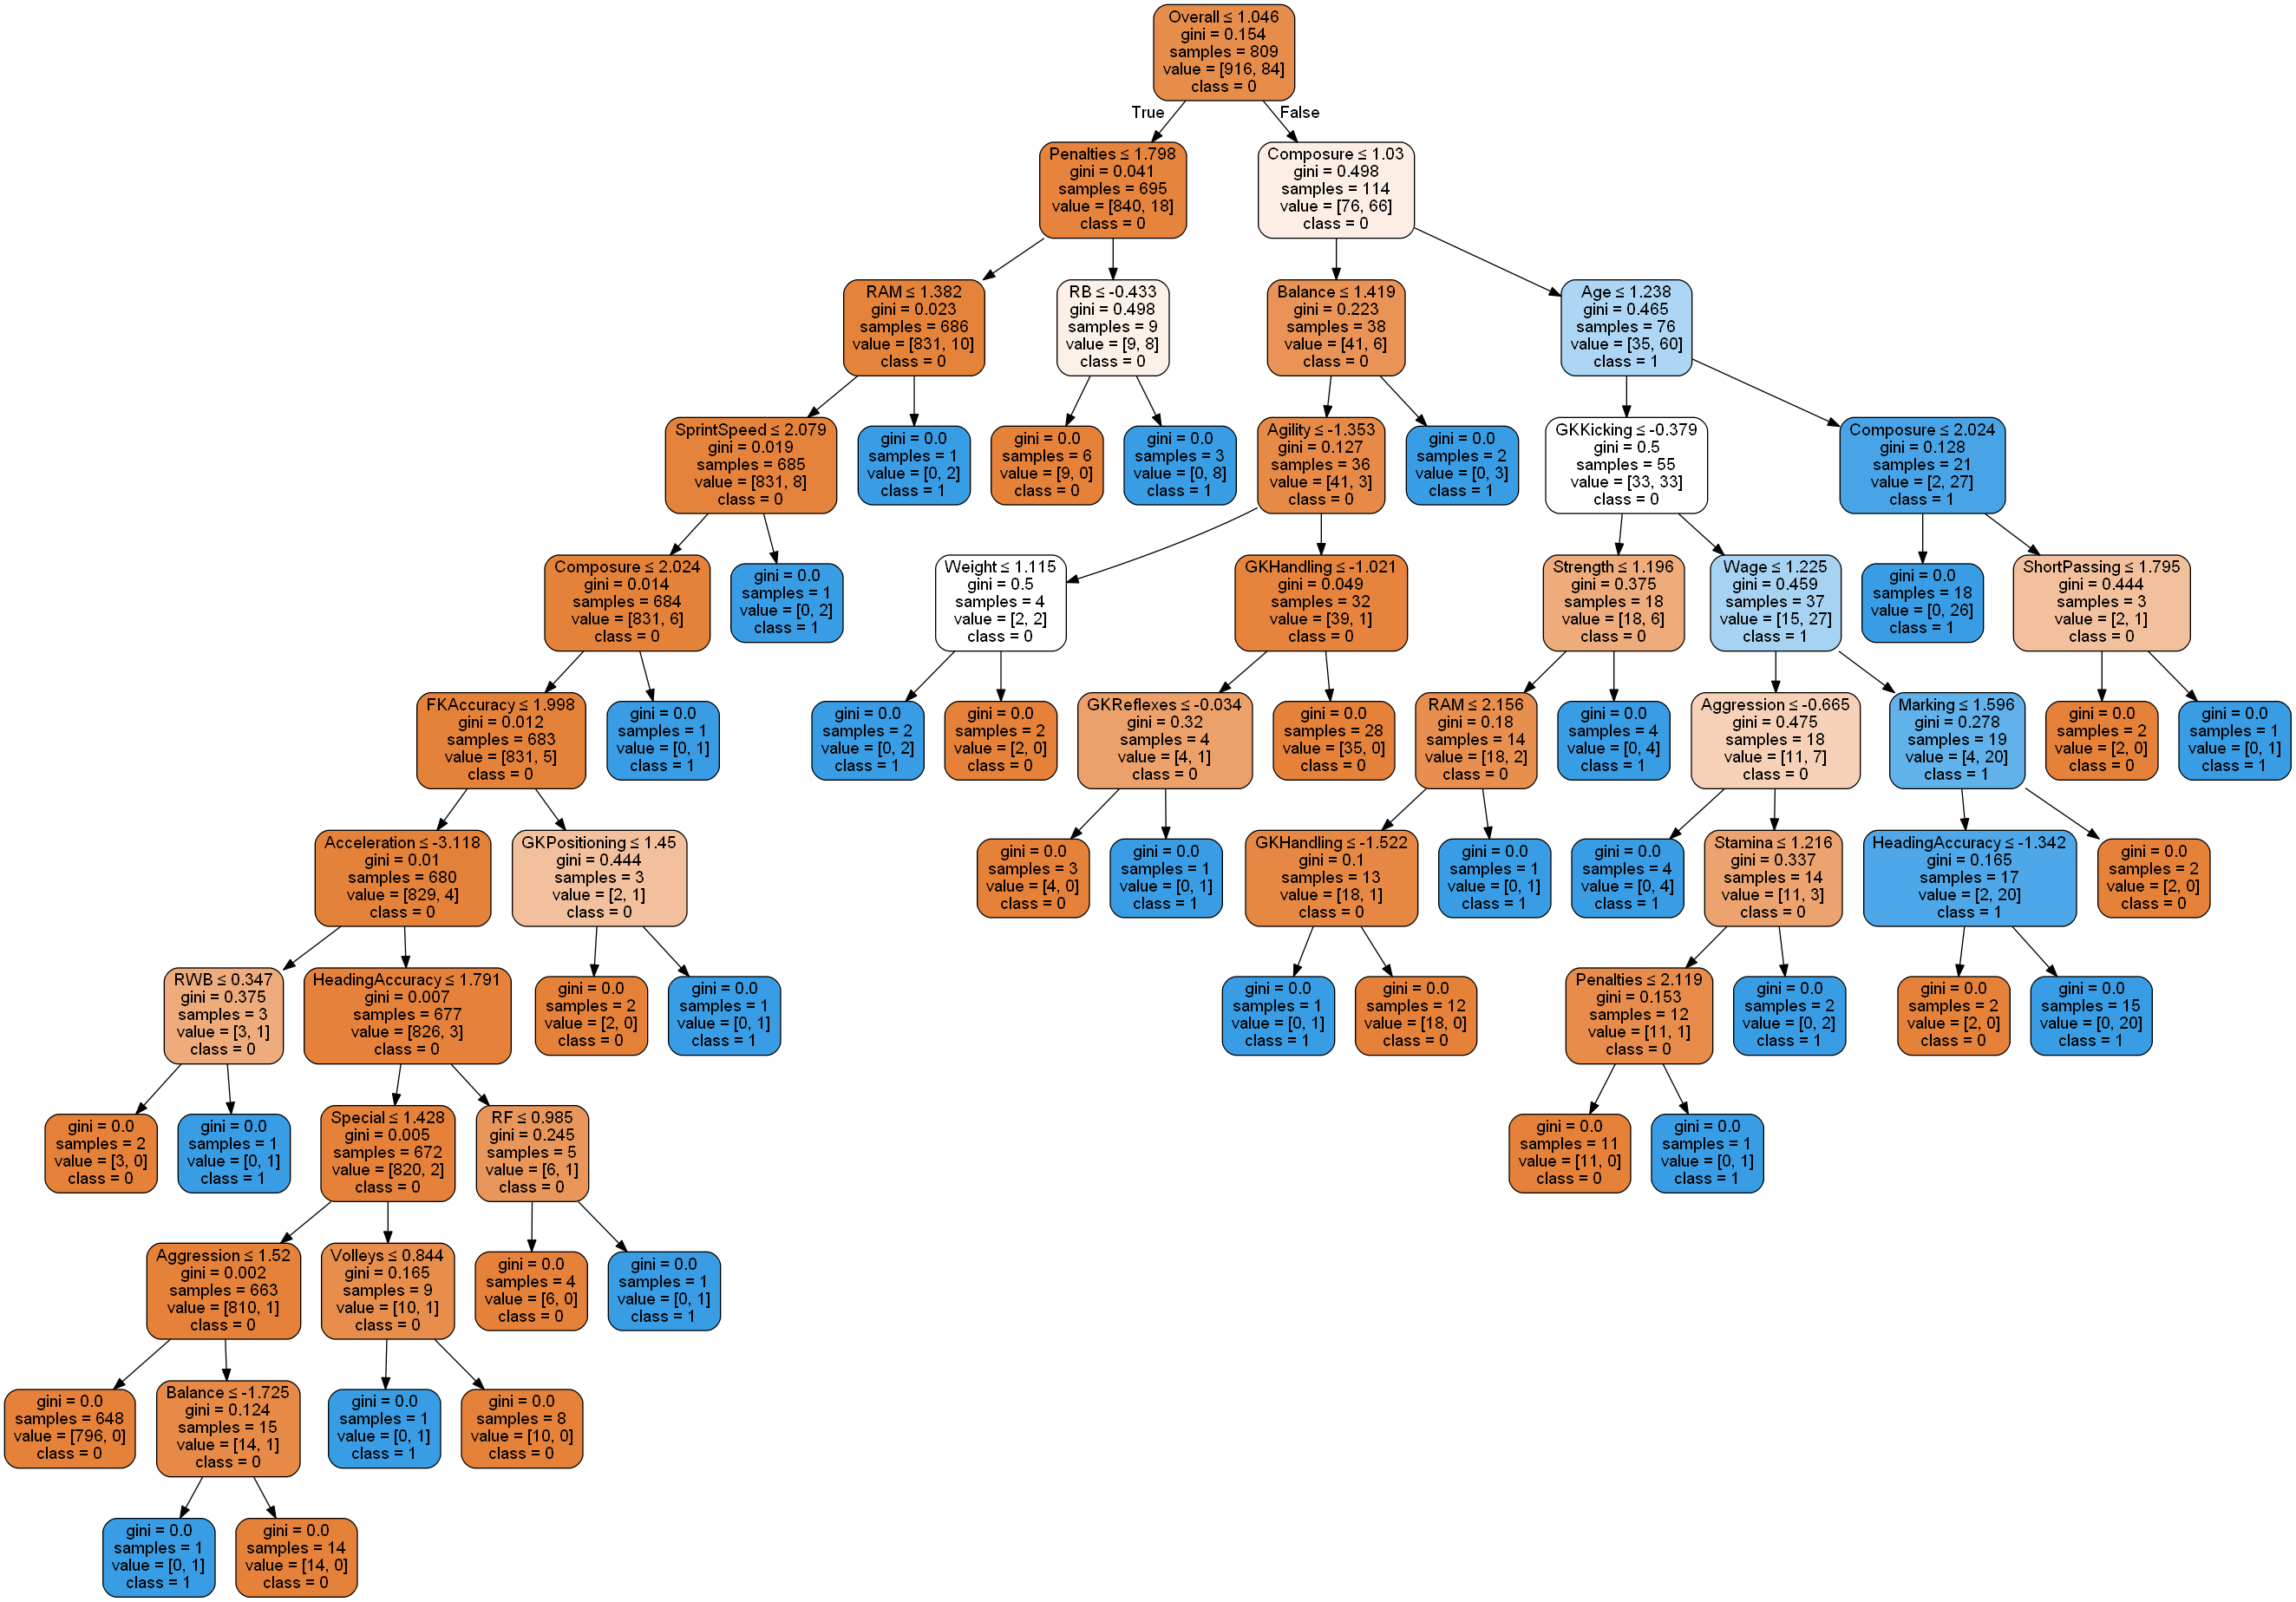 Overall ≤ 1.046
gini = 0.154
samples = 809
value = [916, 84]
class = 0
True
False
Penalties ≤ 1.798
gini = 0.041
samples = 695
value = [840, 18]
class = 0
Composure ≤ 1.03
gini = 0.498
samples = 114
value = [76, 66]
class = 0
RAM ≤ 1.382
gini = 0.023
samples = 686
value = [831, 10]
class = 0
RB ≤ -0.433
gini = 0.498
samples = 9
value = [9, 8]
class = 0
Balance ≤ 1.419
gini = 0.223
samples = 38
value = [41, 6]
class = 0
Age ≤ 1.238
gini = 0.465
samples = 76
value = [35, 60]
class = 1
SprintSpeed ≤ 2.079
gini = 0.019
samples = 685
value = [831, 8]
class = 0
gini = 0.0
samples = 1
value = [0, 2]
class = 1
gini = 0.0
samples = 6
value = [9, 0]
class = 0
gini = 0.0
samples = 3
value = [0, 8]
class = 1
Agility ≤ -1.353
gini = 0.127
samples = 36
value = [41, 3]
class = 0
gini = 0.0
samples = 2
value = [0, 3]
class = 1
GKKicking ≤ -0.379
gini = 0.5
samples = 55
value = [33, 33]
class = 0
Composure ≤ 2.024
gini = 0.128
samples = 21
value = [2, 27]
class = 1
Composure ≤ 2.024
gini = 0.014
samples = 684
value = [831, 6]
class = 0
gini = 0.0
samples = 1
value = [0, 2]
class = 1
Weight ≤ 1.115
gini = 0.5
samples = 4
value = [2, 2]
class = 0
GKHandling ≤ -1.021
gini = 0.049
samples = 32
value = [39, 1]
class = 0
Strength ≤ 1.196
gini = 0.375
samples = 18
value = [18, 6]
class = 0
Wage ≤ 1.225
gini = 0.459
samples = 37
value = [15, 27]
class = 1
gini = 0.0
samples = 18
value = [0, 26]
class = 1
ShortPassing ≤ 1.795
gini = 0.444
samples = 3
value = [2, 1]
class = 0
FKAccuracy ≤ 1.998
gini = 0.012
samples = 683
value = [831, 5]
class = 0
gini = 0.0
samples = 1
value = [0, 1]
class = 1
gini = 0.0
samples = 2
value = [0, 2]
class = 1
gini = 0.0
samples = 2
value = [2, 0]
class = 0
GKReflexes ≤ -0.034
gini = 0.32
samples = 4
value = [4, 1]
class = 0
gini = 0.0
samples = 28
value = [35, 0]
class = 0
RAM ≤ 2.156
gini = 0.18
samples = 14
value = [18, 2]
class = 0
gini = 0.0
samples = 4
value = [0, 4]
class = 1
Aggression ≤ -0.665
gini = 0.475
samples = 18
value = [11, 7]
class = 0
Marking ≤ 1.596
gini = 0.278
samples = 19
value = [4, 20]
class = 1
gini = 0.0
samples = 2
value = [2, 0]
class = 0
gini = 0.0
samples = 1
value = [0, 1]
class = 1
Acceleration ≤ -3.118
gini = 0.01
samples = 680
value = [829, 4]
class = 0
GKPositioning ≤ 1.45
gini = 0.444
samples = 3
value = [2, 1]
class = 0
gini = 0.0
samples = 3
value = [4, 0]
class = 0
gini = 0.0
samples = 1
value = [0, 1]
class = 1
GKHandling ≤ -1.522
gini = 0.1
samples = 13
value = [18, 1]
class = 0
gini = 0.0
samples = 1
value = [0, 1]
class = 1
gini = 0.0
samples = 4
value = [0, 4]
class = 1
Stamina ≤ 1.216
gini = 0.337
samples = 14
value = [11, 3]
class = 0
HeadingAccuracy ≤ -1.342
gini = 0.165
samples = 17
value = [2, 20]
class = 1
gini = 0.0
samples = 2
value = [2, 0]
class = 0
RWB ≤ 0.347
gini = 0.375
samples = 3
value = [3, 1]
class = 0
HeadingAccuracy ≤ 1.791
gini = 0.007
samples = 677
value = [826, 3]
class = 0
gini = 0.0
samples = 2
value = [2, 0]
class = 0
gini = 0.0
samples = 1
value = [0, 1]
class = 1
gini = 0.0
samples = 1
value = [0, 1]
class = 1
gini = 0.0
samples = 12
value = [18, 0]
class = 0
Penalties ≤ 2.119
gini = 0.153
samples = 12
value = [11, 1]
class = 0
gini = 0.0
samples = 2
value = [0, 2]
class = 1
gini = 0.0
samples = 2
value = [2, 0]
class = 0
gini = 0.0
samples = 15
value = [0, 20]
class = 1
gini = 0.0
samples = 2
value = [3, 0]
class = 0
gini = 0.0
samples = 1
value = [0, 1]
class = 1
Special ≤ 1.428
gini = 0.005
samples = 672
value = [820, 2]
class = 0
RF ≤ 0.985
gini = 0.245
samples = 5
value = [6, 1]
class = 0
gini = 0.0
samples = 11
value = [11, 0]
class = 0
gini = 0.0
samples = 1
value = [0, 1]
class = 1
Aggression ≤ 1.52
gini = 0.002
samples = 663
value = [810, 1]
class = 0
Volleys ≤ 0.844
gini = 0.165
samples = 9
value = [10, 1]
class = 0
gini = 0.0
samples = 4
value = [6, 0]
class = 0
gini = 0.0
samples = 1
value = [0, 1]
class = 1
gini = 0.0
samples = 648
value = [796, 0]
class = 0
Balance ≤ -1.725
gini = 0.124
samples = 15
value = [14, 1]
class = 0
gini = 0.0
samples = 1
value = [0, 1]
class = 1
gini = 0.0
samples = 8
value = [10, 0]
class = 0
gini = 0.0
samples = 1
value = [0, 1]
class = 1
gini = 0.0
samples = 14
value = [14, 0]
class = 0